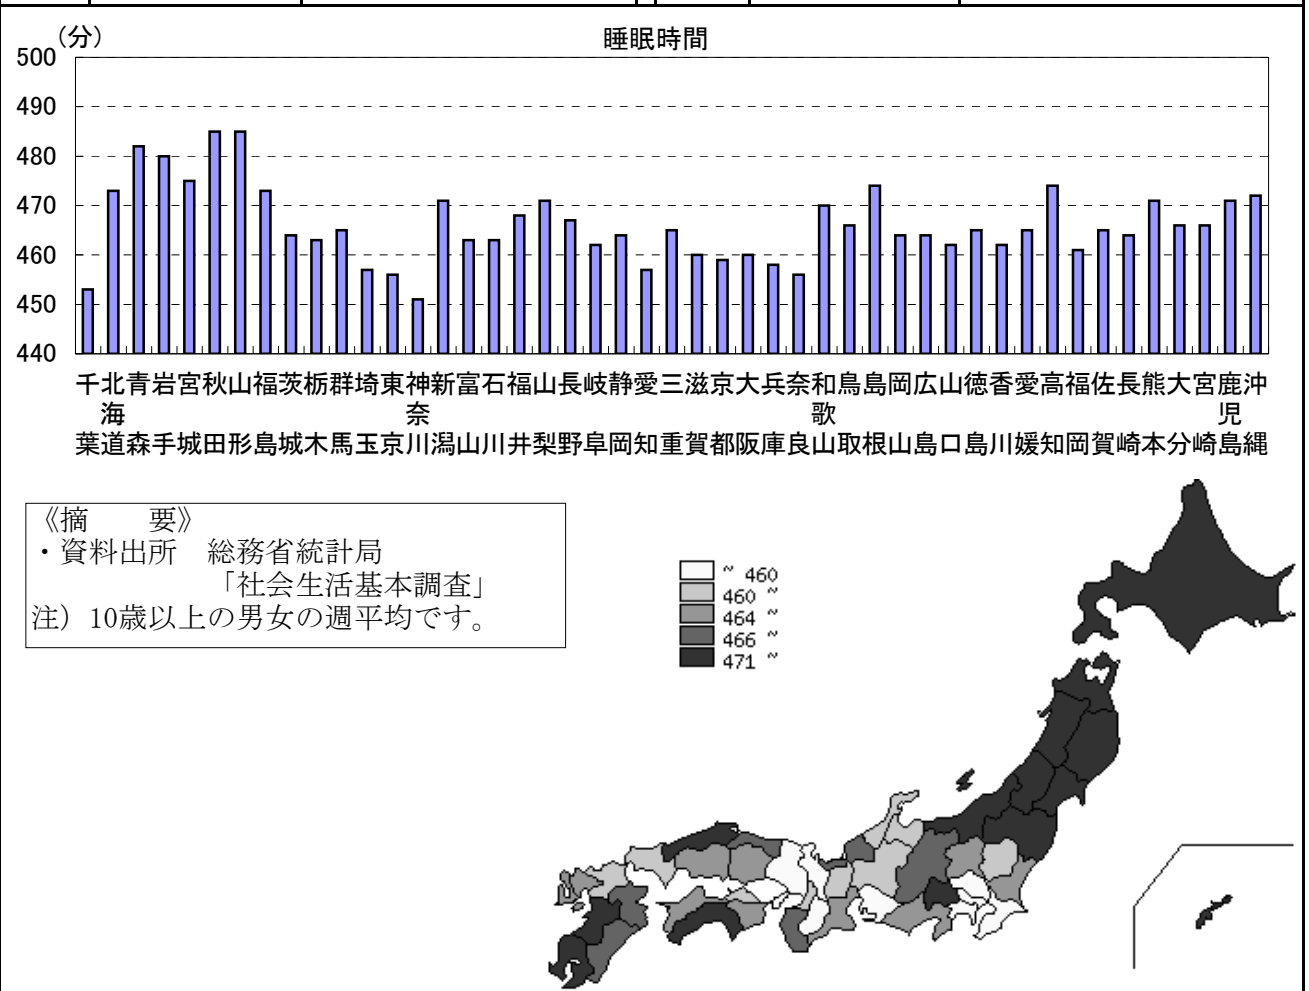 (分)
睡眠時間
500
490
480
470
460
450
440
千葉 北海道 青森 岩手 宮城 秋田 山形 福島 茨城 栃木 群馬 埼玉 東京 神奈川 新潟 富山 石川 福井 山梨 長野 岐阜 静岡 愛知 三重 滋賀 京都 大阪 兵庫 奈良 和歌山 鳥取 島根 岡山 広島 山口 徳島 香川 愛媛 高知 福岡 佐賀 長崎 熊本 大分 宮崎 鹿児島 沖縄
《摘　　要》
・資料出所　総務省統計局
「社会生活基本調査」
注）10歳以上の男女の週平均です。
~ 460
460 ~
464 ~
466 ~
471 ~